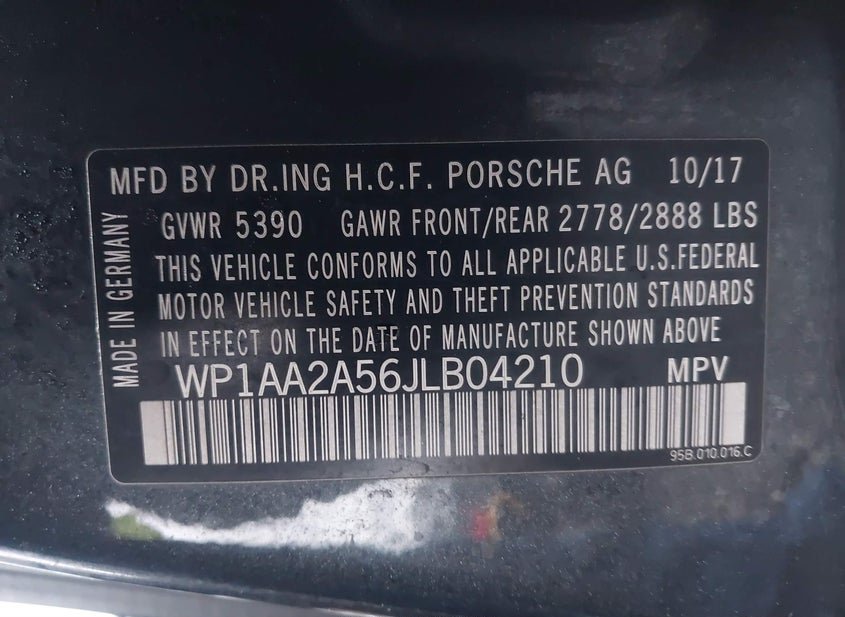 MFD BY DR.ING H.C.F. PORSCHE AG 10/17
GVWR 5390 GAWR FRONT/REAR 2778/2888 LBS
THIS VEHICLE CONFORMS TO ALL APPLICABLE U.S.FEDERAL
MOTOR VEHICLE SAFETY AND THEFT PREVENTION STANDARDS
IN EFFECT ON THE DATE OF MANUFACTURE SHOWN ABOVE
WP1AA2A56JLB04210 MPV
95B.010.016.C
MADE IN GERMANY